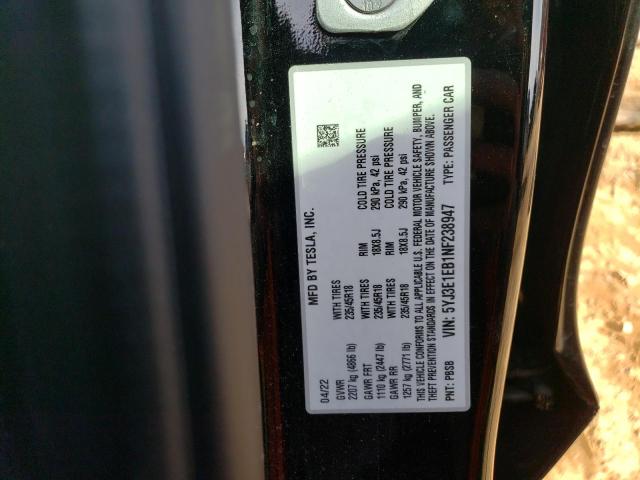 MFD BY TESLA, INC.
04/22
GVWR
2207 kg (4866 lb)
WITH TIRES
235/45R18
RIM
18X8.5J
COLD TIRE PRESSURE
290 kPa, 42 psi
GAWR FRT
1110 kg (2447 lb)
WITH TIRES
235/45R18
RIM
18X8.5J
COLD TIRE PRESSURE
290 kPa, 42 psi
GAWR RR
1257 kg (2771 lb)
THIS VEHICLE CONFORMS TO ALL APPLICABLE U.S. FEDERAL MOTOR VEHICLE SAFETY, BUMPER, AND
THEFT PREVENTION STANDARDS IN EFFECT ON THE DATE OF MANUFACTURE SHOWN ABOVE.
PNT: PBSB
VIN: 5YJ3E1EB1NF238947
TYPE: PASSENGER CAR